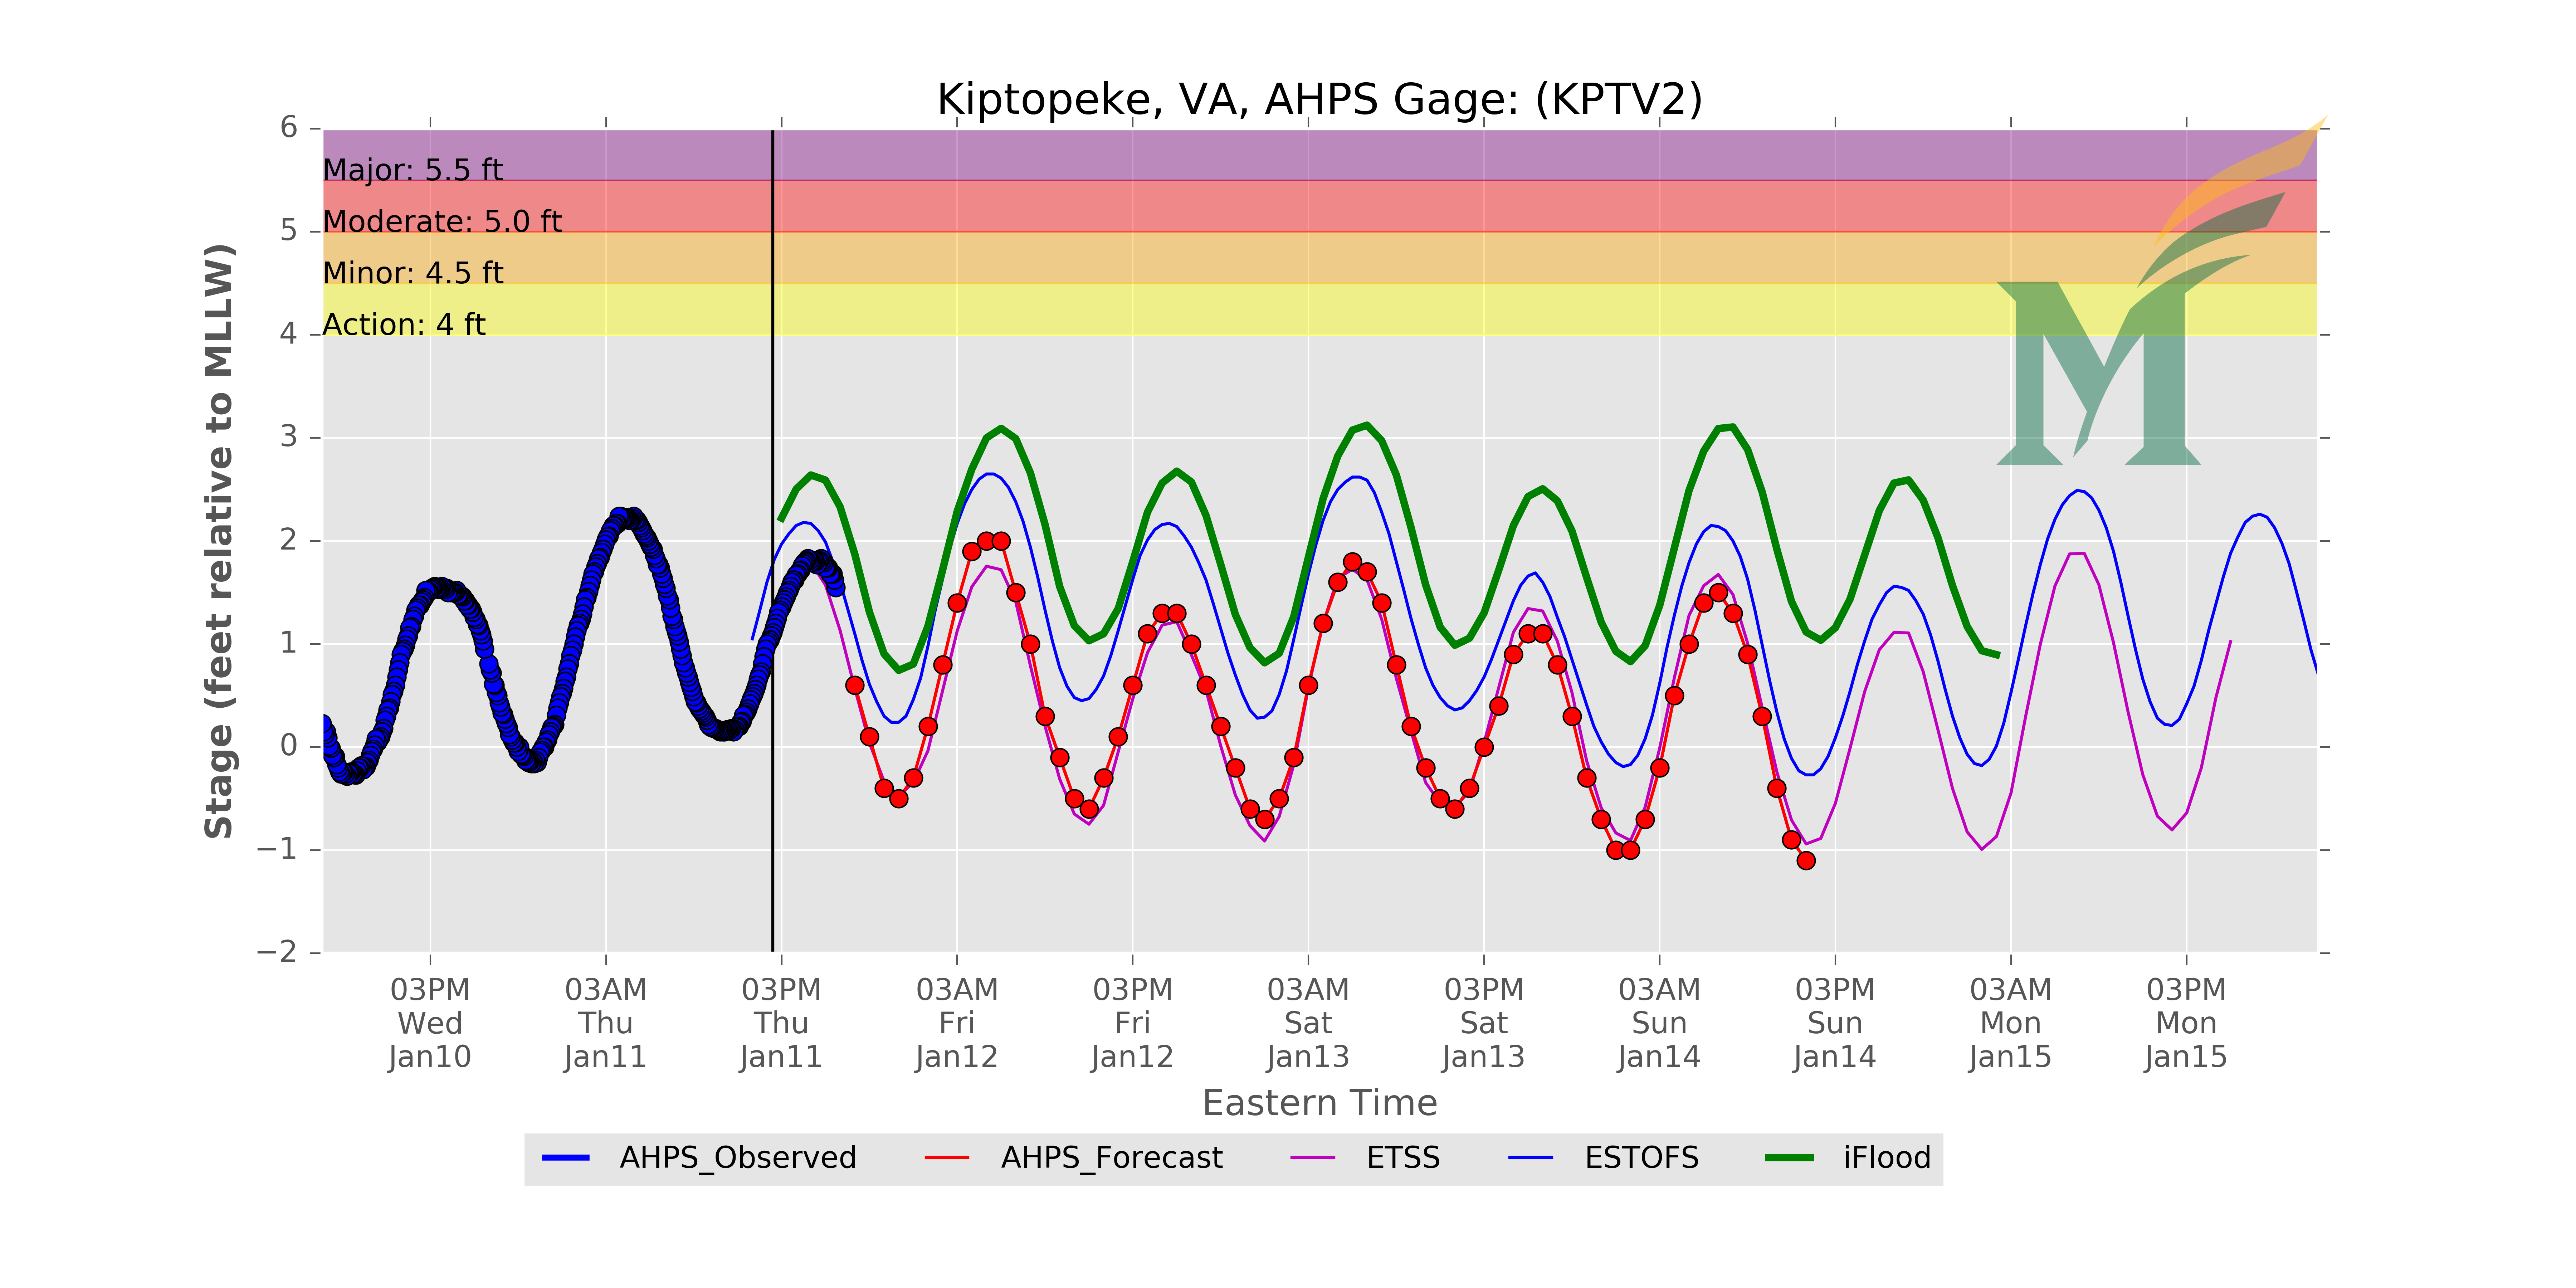 Kiptopeke, VA, AHPS Gage: (KPTV2)
6
Major: 5.5 ft
Moderate: 5.0 ft
5
Minor: 4.5 ft
Action: 4 ft
4
3
2
1
0
−1
−2
Stage (feet relative to MLLW)
M
03PM 03AM 03PM 03AM 03PM 03AM 03PM 03AM 03PM 03AM 03PM
Wed Thu Thu Fri Fri Sat Sat Sun Sun Mon Mon
Jan10 Jan11 Jan11 Jan12 Jan12 Jan13 Jan13 Jan14 Jan14 Jan15 Jan15
Eastern Time
AHPS_Observed AHPS_Forecast ETSS ESTOFS iFlood